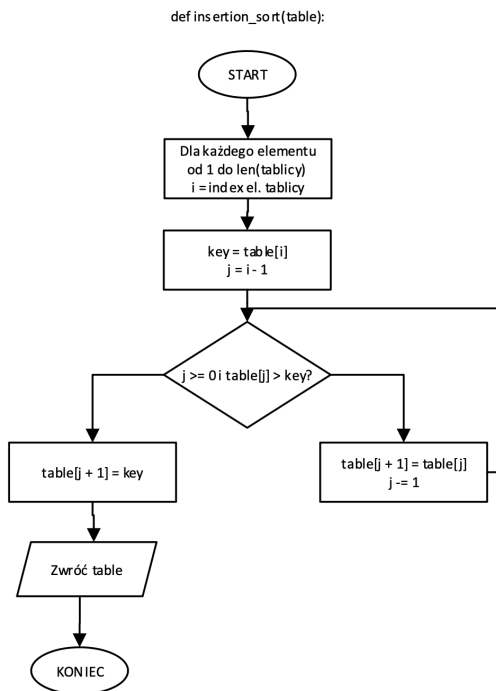 def insertion_sort(table):
START
Dla każdego elementu
od 1 do len(tablicy)
i = index el. tablicy
key = table[i]
j = i - 1
j >= 0 i table[j] > key?
table[j + 1] = key
table[j + 1] = table[j]
j -= 1
Zwróć table
KONIEC